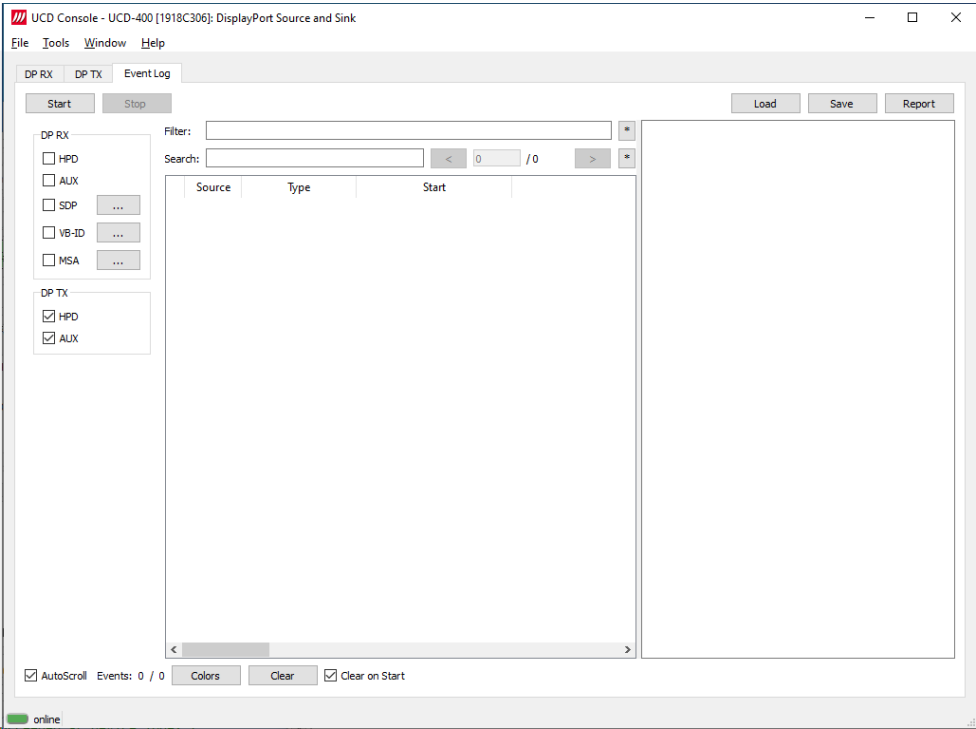 UCD Console - UCD-400 [1918C306]: DisplayPort Source and Sink
File Tools Window Help
DP RX DP TX Event Log
Start Stop Load Save Report
DP RX
HPD
AUX
SDP ...
VB-ID ...
MSA ...
DP TX
HPD
AUX
Filter: *
Search: < 0 / 0 > *
Source Type Start
AutoScroll Events: 0 / 0 Colors Clear Clear on Start
online